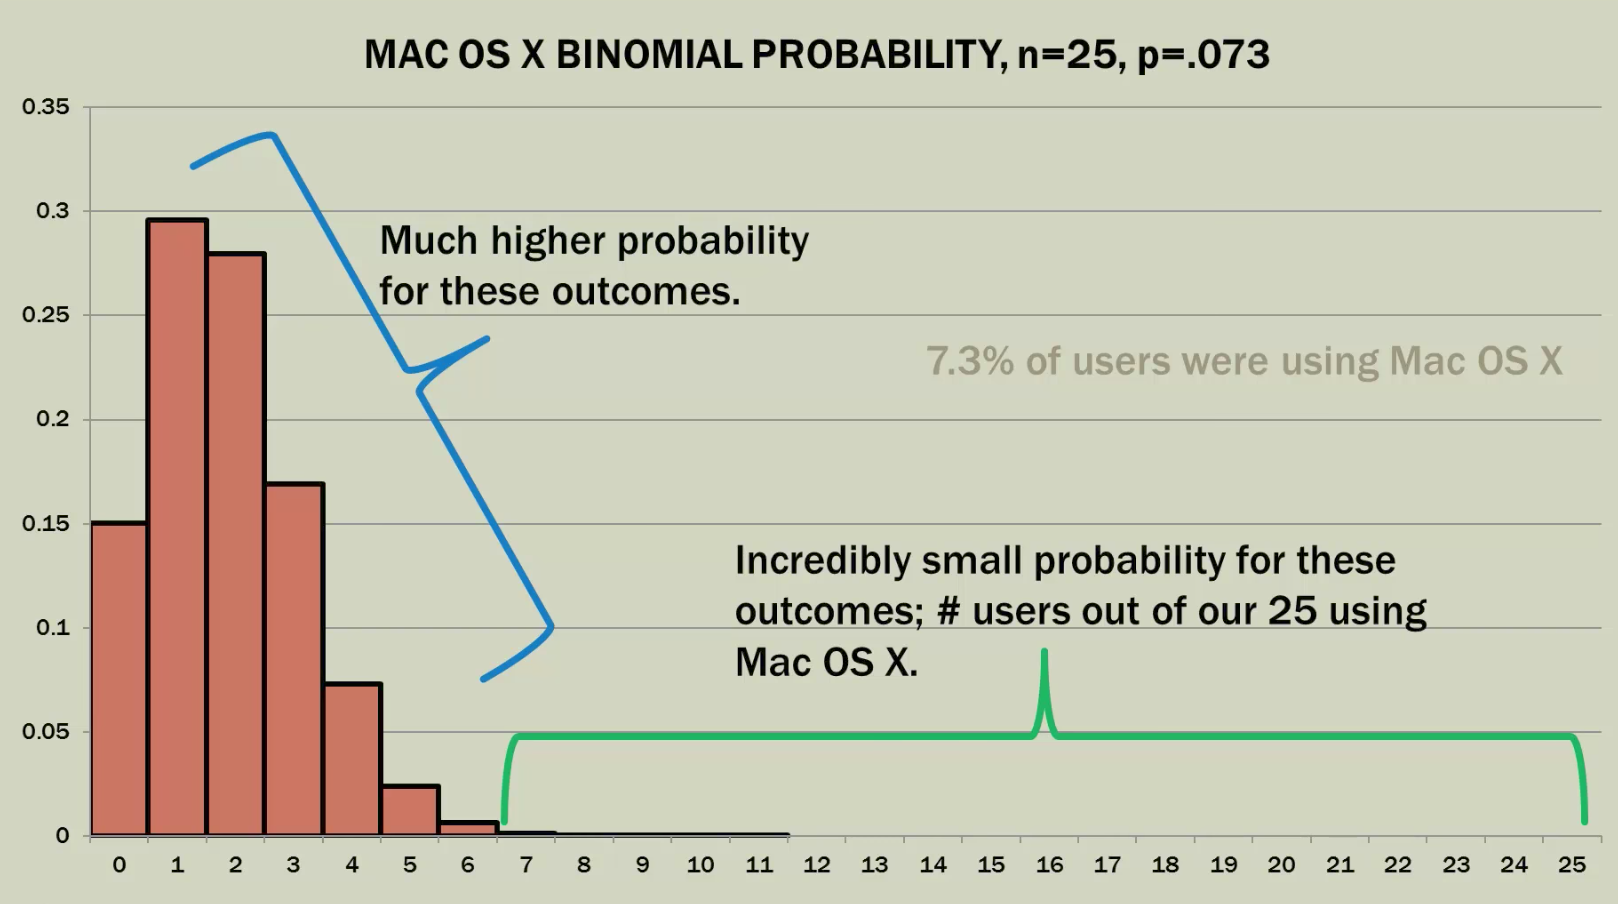 MAC OS X BINOMIAL PROBABILITY, n=25, p=.073
0.35
0.3
0.25
0.2
0.15
0.1
0.05
0
Much higher probability
for these outcomes.
7.3% of users were using Mac OS X
Incredibly small probability for these
outcomes; # users out of our 25 using
Mac OS X.
0 1 2 3 4 5 6 7 8 9 10 11 12 13 14 15 16 17 18 19 20 21 22 23 24 25